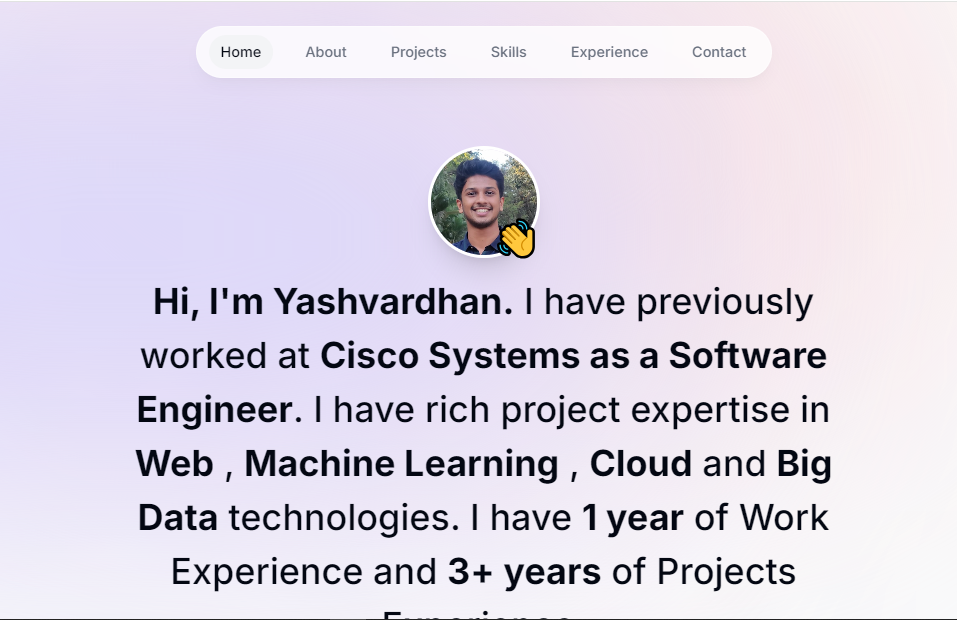 Home About Projects Skills Experience Contact
Hi, I'm Yashvardhan. I have previously
worked at Cisco Systems as a Software
Engineer. I have rich project expertise in
Web , Machine Learning , Cloud and Big
Data technologies. I have 1 year of Work
Experience and 3+ years of Projects
Experience